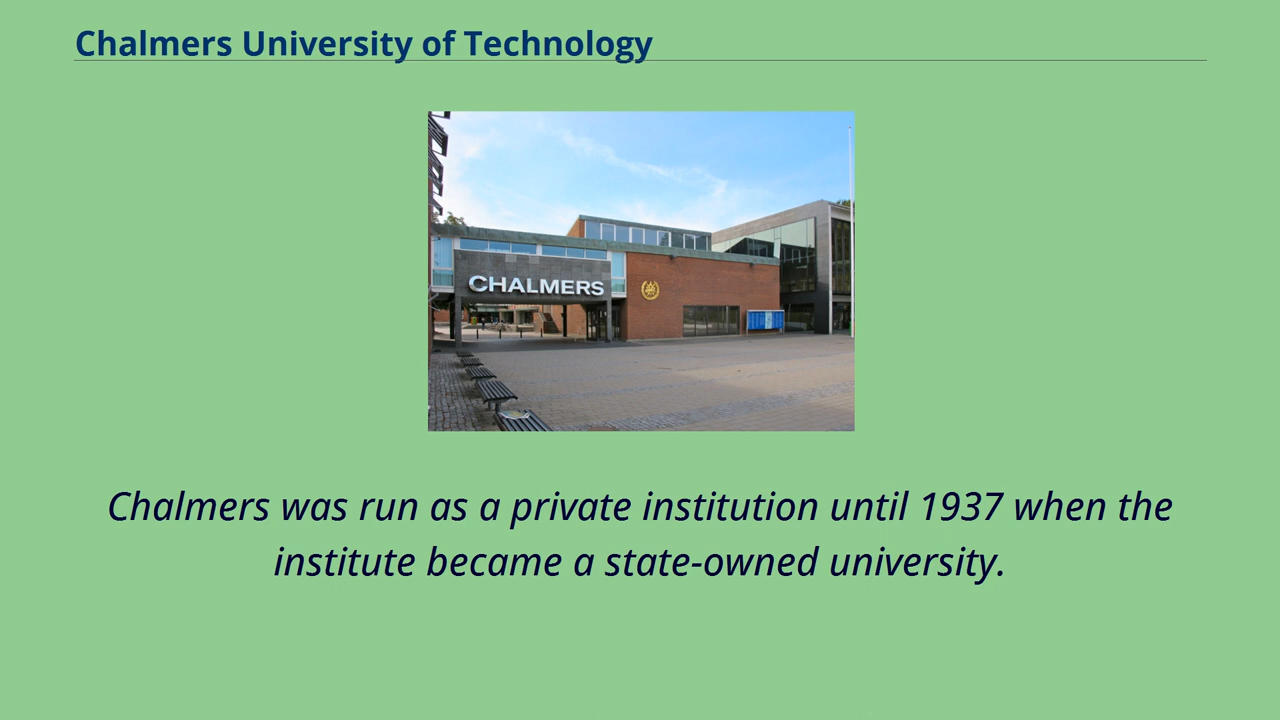 Chalmers University of Technology
CHALMERS
Chalmers was run as a private institution until 1937 when the
institute became a state-owned university.